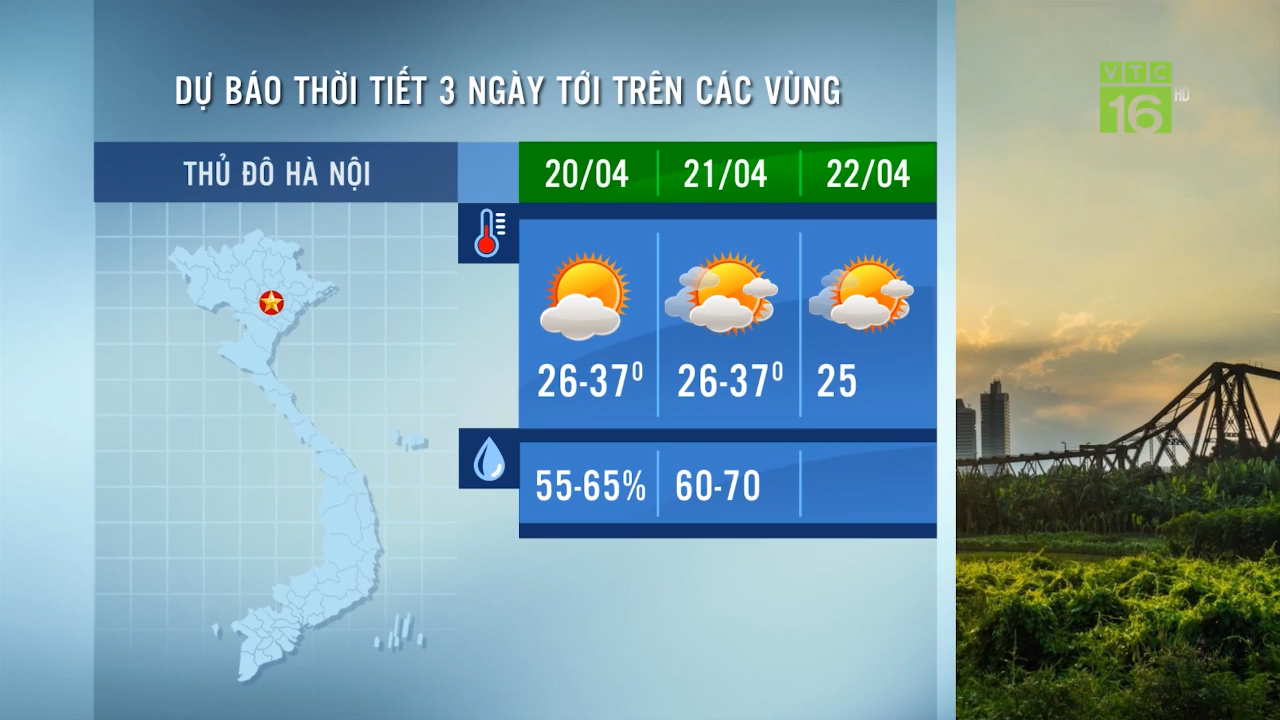 DỰ BÁO THỜI TIẾT 3 NGÀY TỚI TRÊN CÁC VÙNG
VTC
16 HD
THỦ ĐÔ HÀ NỘI
20/04 21/04 22/04
26-37⁰ 26-37⁰ 25
55-65% 60-70